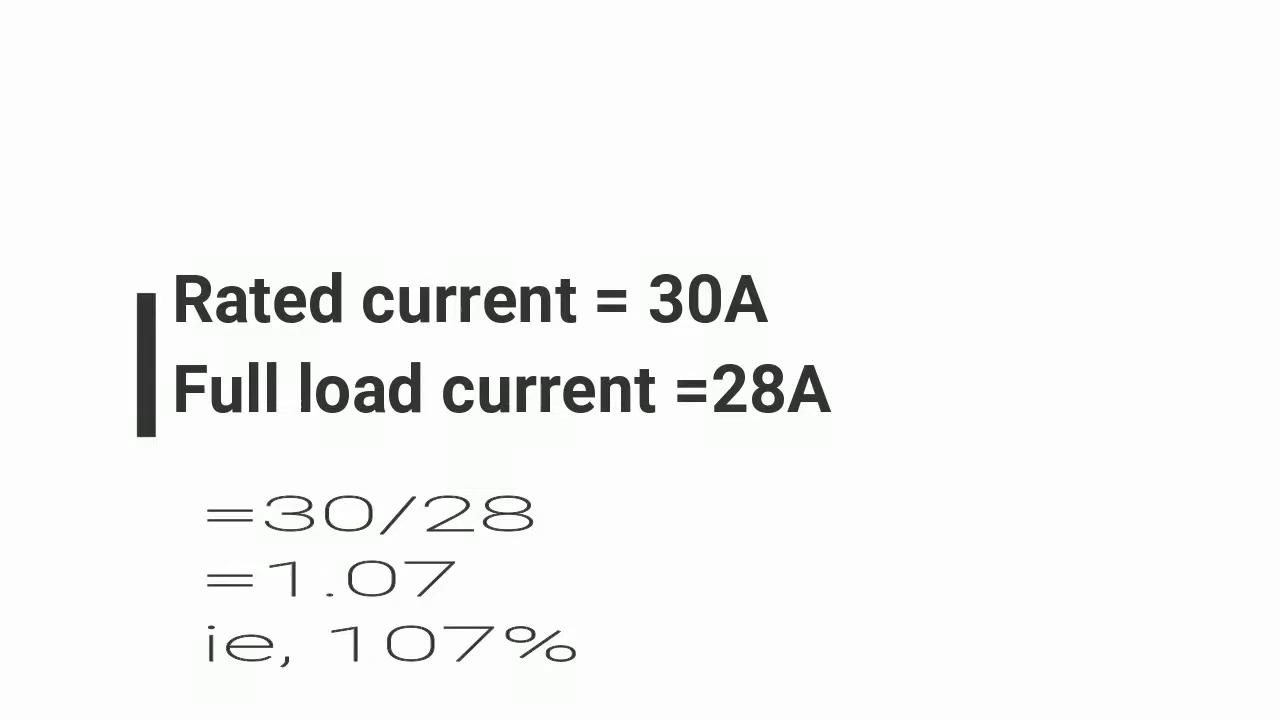 Rated current = 30A
Full load current =28A
=30/28
=1.07
ie, 107%